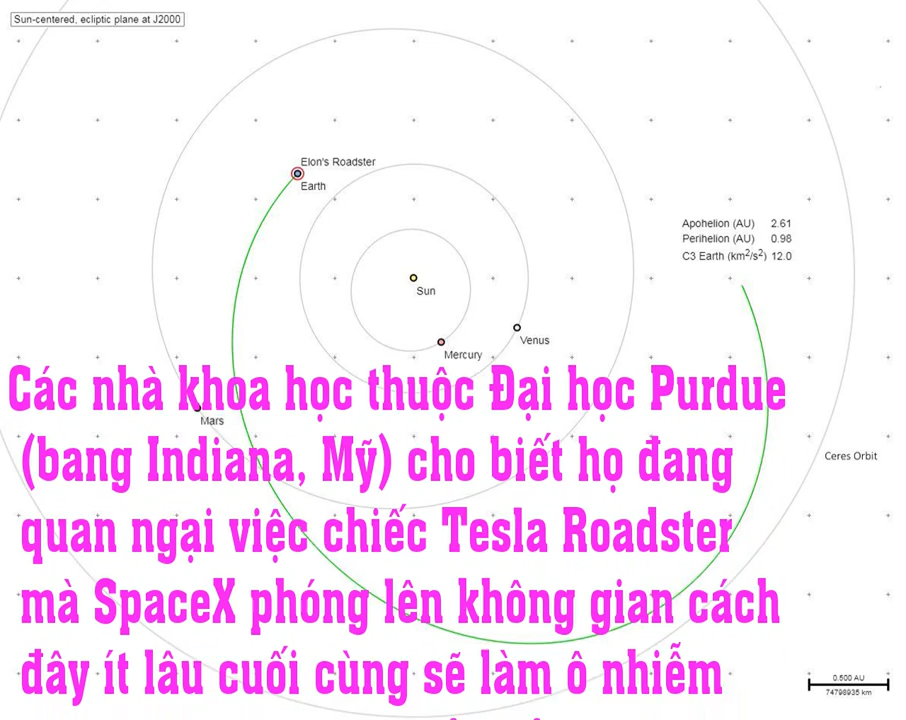 Sun-centered, ecliptic plane at J2000
Elon's Roadster
Earth
Apohelion (AU) 2.61
Perihelion (AU) 0.98
C3 Earth (km²/s²) 12.0
Sun
Venus
Mercury
Các nhà khoa học thuộc Đại học Purdue
Mars
(bang Indiana, Mỹ) cho biết họ đang
Ceres Orbit
quan ngại việc chiếc Tesla Roadster
mà SpaceX phóng lên không gian cách
đây ít lâu cuối cùng sẽ làm ô nhiễm
0.500 AU
74798935 km